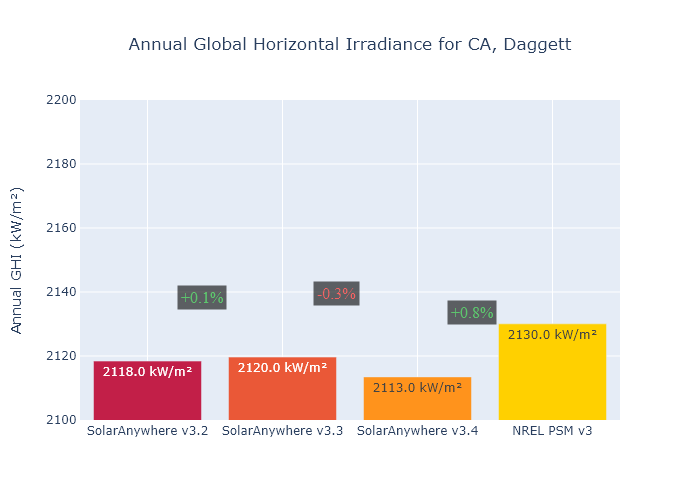 Annual Global Horizontal Irradiance for CA, Daggett
Annual GHI (kW/m²)
2200
2180
2160
2140
2120
2100
+0.1%
-0.3%
+0.8%
2118.0 kW/m²
2120.0 kW/m²
2113.0 kW/m²
2130.0 kW/m²
SolarAnywhere v3.2
SolarAnywhere v3.3
SolarAnywhere v3.4
NREL PSM v3